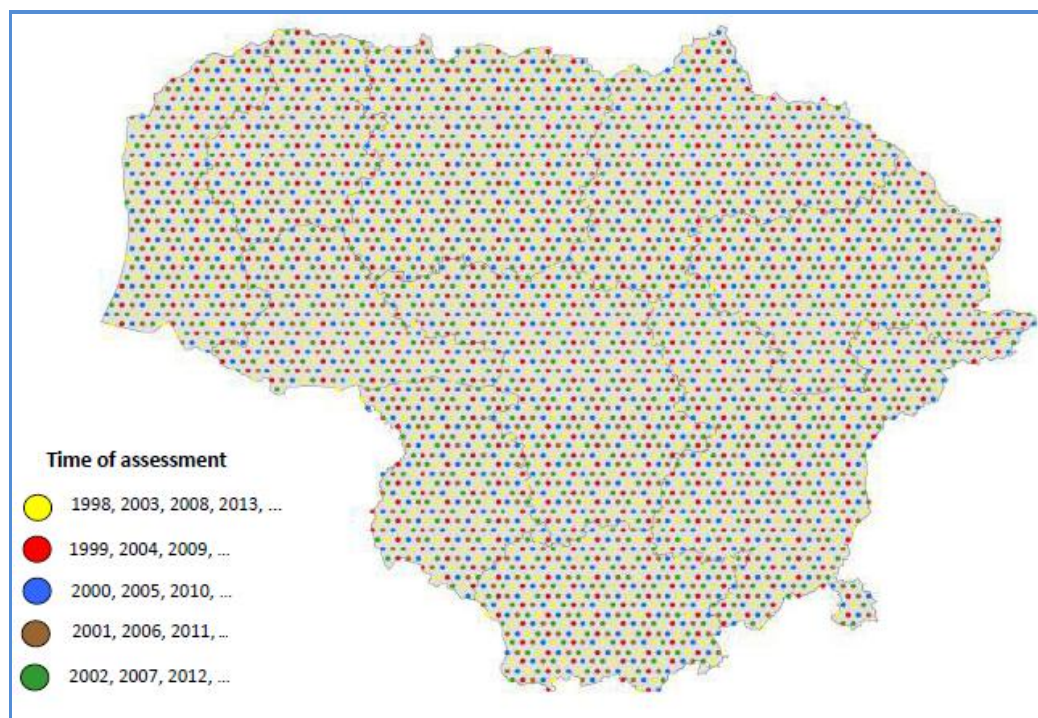 Time of assessment
1998, 2003, 2008, 2013, ...
1999, 2004, 2009, ...
2000, 2005, 2010, ...
2001, 2006, 2011, ...
2002, 2007, 2012, ...